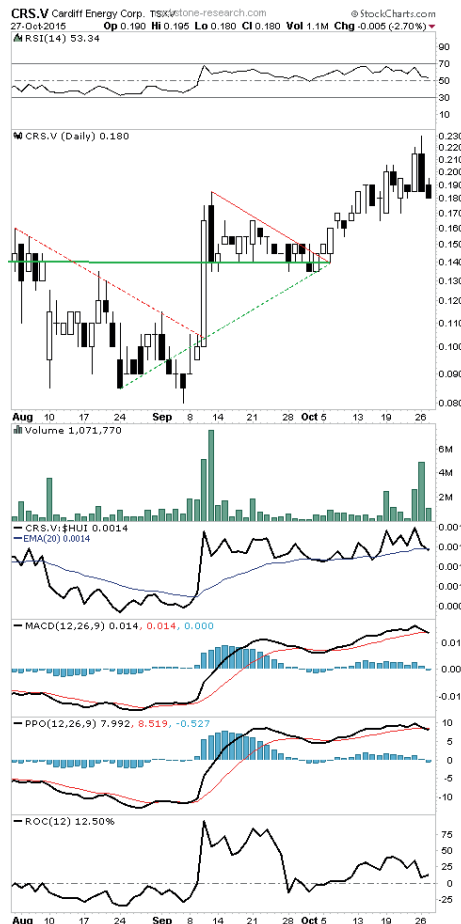 CRS.V Cardiff Energy Corp. TSX.V © StockCharts.com
27-Oct-2015 Op 0.190 Hi 0.195 Lo 0.180 Cl 0.180 Vol 1.1M Chg -0.005 (-2.70%)
RSI(14) 53.34
90
70
50
30
10
CRS.V (Daily) 0.180
0.230
0.220
0.210
0.200
0.190
0.180
0.170
0.160
0.150
0.140
0.130
0.120
0.110
0.100
0.090
0.080
Aug 10 17 24 Sep 8 14 21 28 Oct 5 13 19 26
Volume 1,071,770
6M
4M
2M
CRS.V:$HUI 0.0014
EMA(20) 0.0014
MACD(12,26,9) 0.014, 0.014, 0.000
0.01
0.00
-0.01
PPO(12,26,9) 7.992, 8.519, -0.527
10
5
0
-5
-10
ROC(12) 12.50%
75
50
25
0
-25
Aug 10 17 24 Sep 8 14 21 28 Oct 5 13 19 26